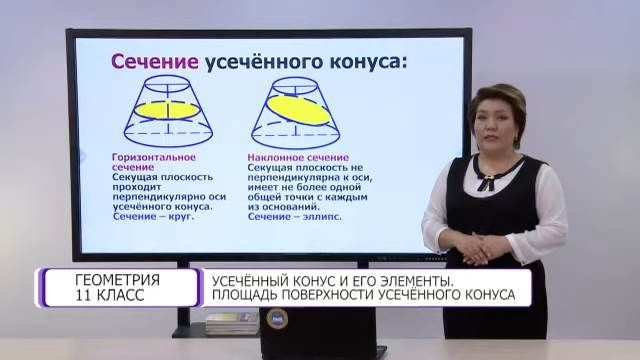 Сечение усечённого конуса:
Горизонтальное
сечение
Секущая плоскость
проходит
перпендикулярно оси
усечённого конуса.
Сечение – круг.
Наклонное сечение
Секущая плоскость не
перпендикулярна к оси,
имеет не более одной
общей точки с каждым
из оснований.
Сечение – эллипс.
ГЕОМЕТРИЯ
11 КЛАСС
УСЕЧЁННЫЙ КОНУС И ЕГО ЭЛЕМЕНТЫ.
ПЛОЩАДЬ ПОВЕРХНОСТИ УСЕЧЁННОГО КОНУСА